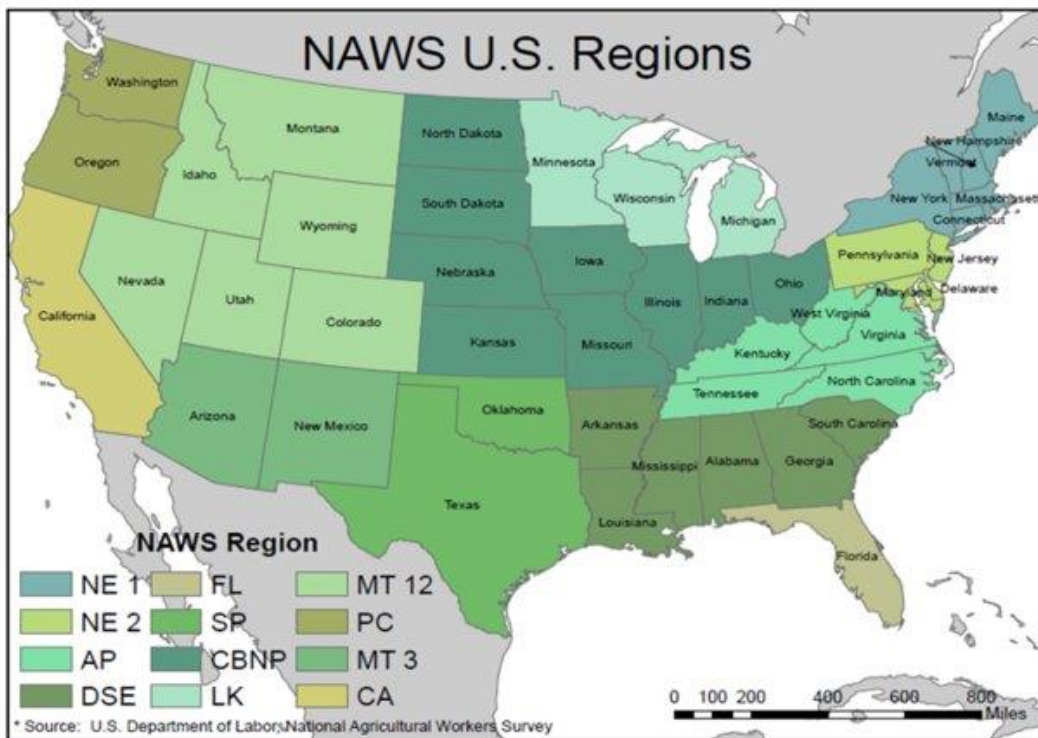 NAWS U.S. Regions
Washington
Montana
North Dakota
Minnesota
Maine
Oregon
Idaho
New Hampshire
Vermont
Wisconsin
South Dakota
Michigan
New York
Massachusett
Wyoming
Connecticut
Iowa
Pennsylvania
New Jersey
Nebraska
Nevada
Ohio
Delaware
Maryland
Utah
Illinois
Indiana
Colorado
West Virginia
California
Kansas
Missouri
Virginia
Kentucky
North Carolina
Tennessee
Oklahoma
Arizona
New Mexico
Arkansas
South Carolina
Mississippi
Alabama
Georgia
Texas
Louisiana
Florida
NAWS Region
NE 1
FL
MT 12
NE 2
SP
PC
AP
CBNP
MT 3
DSE
LK
CA
0 100 200 400 600 800
Miles
* Source: U.S. Department of Labor,National Agricultural Workers Survey